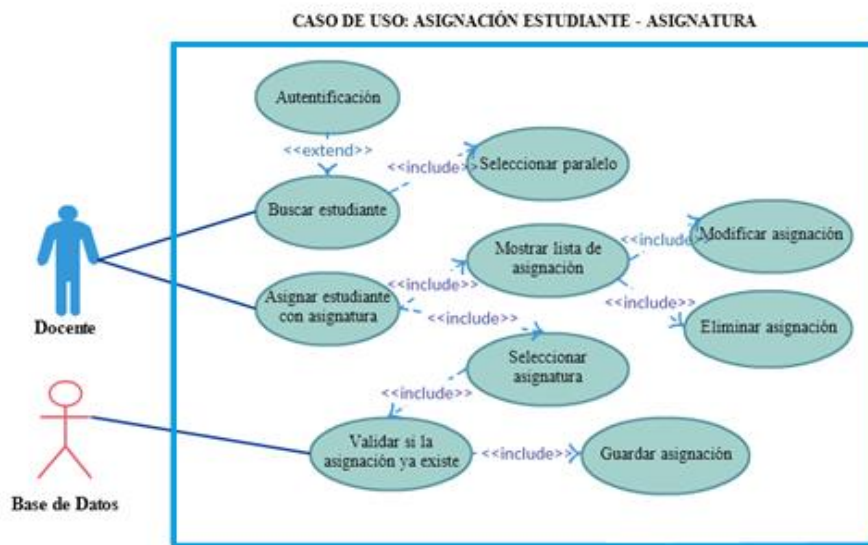 CASO DE USO: ASIGNACIÓN ESTUDIANTE - ASIGNATURA
Autentificación
<<extend>>
<<include>>
Seleccionar paralelo
Buscar estudiante
Mostrar lista de
asignación
<<include>>
Modificar asignación
Docente
Asignar estudiante
con asignatura
<<include>>
<<include>>
<<include>>
Eliminar asignación
Seleccionar
asignatura
<<include>>
Base de Datos
Validar si la
asignación ya existe
<<include>>
Guardar asignación